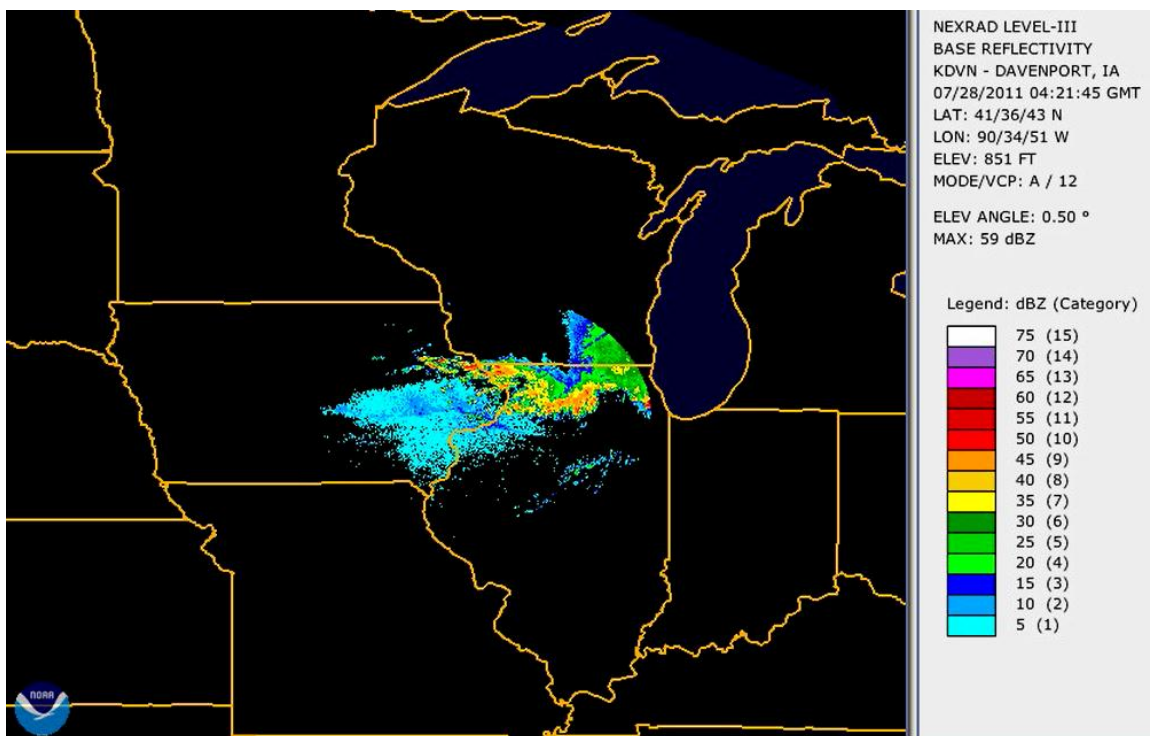 NEXRAD LEVEL-III
BASE REFLECTIVITY
KDVN - DAVENPORT, IA
07/28/2011 04:21:45 GMT
LAT: 41/36/43 N
LON: 90/34/51 W
ELEV: 851 FT
MODE/VCP: A / 12
ELEV ANGLE: 0.50 °
MAX: 59 dBZ
Legend: dBZ (Category)
75 (15)
70 (14)
65 (13)
60 (12)
55 (11)
50 (10)
45 (9)
40 (8)
35 (7)
30 (6)
25 (5)
20 (4)
15 (3)
10 (2)
5 (1)
NOAA